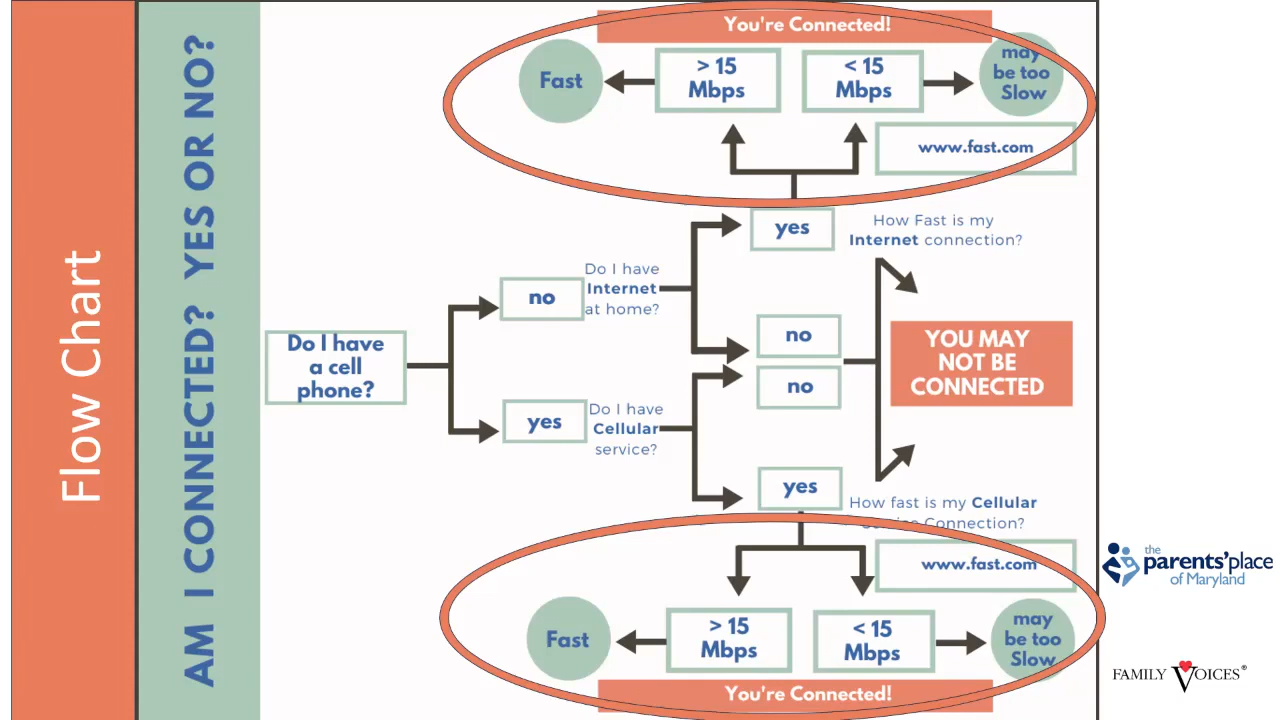 Flow Chart
AM I CONNECTED? YES OR NO?
You're Connected!
Fast
> 15
Mbps
< 15
Mbps
may
be too
Slow
www.fast.com
yes
How Fast is my
Internet connection?
Do I have
Internet
at home?
no
no
Do I have
a cell
phone?
YOU MAY
NOT BE
CONNECTED
no
yes
Do I have
Cellular
service?
yes
How fast is my Cellular
Service Connection?
www.fast.com
Fast
> 15
Mbps
< 15
Mbps
may
be too
Slow
You're Connected!
the
parents'place
of Maryland
FAMILY VOICES®